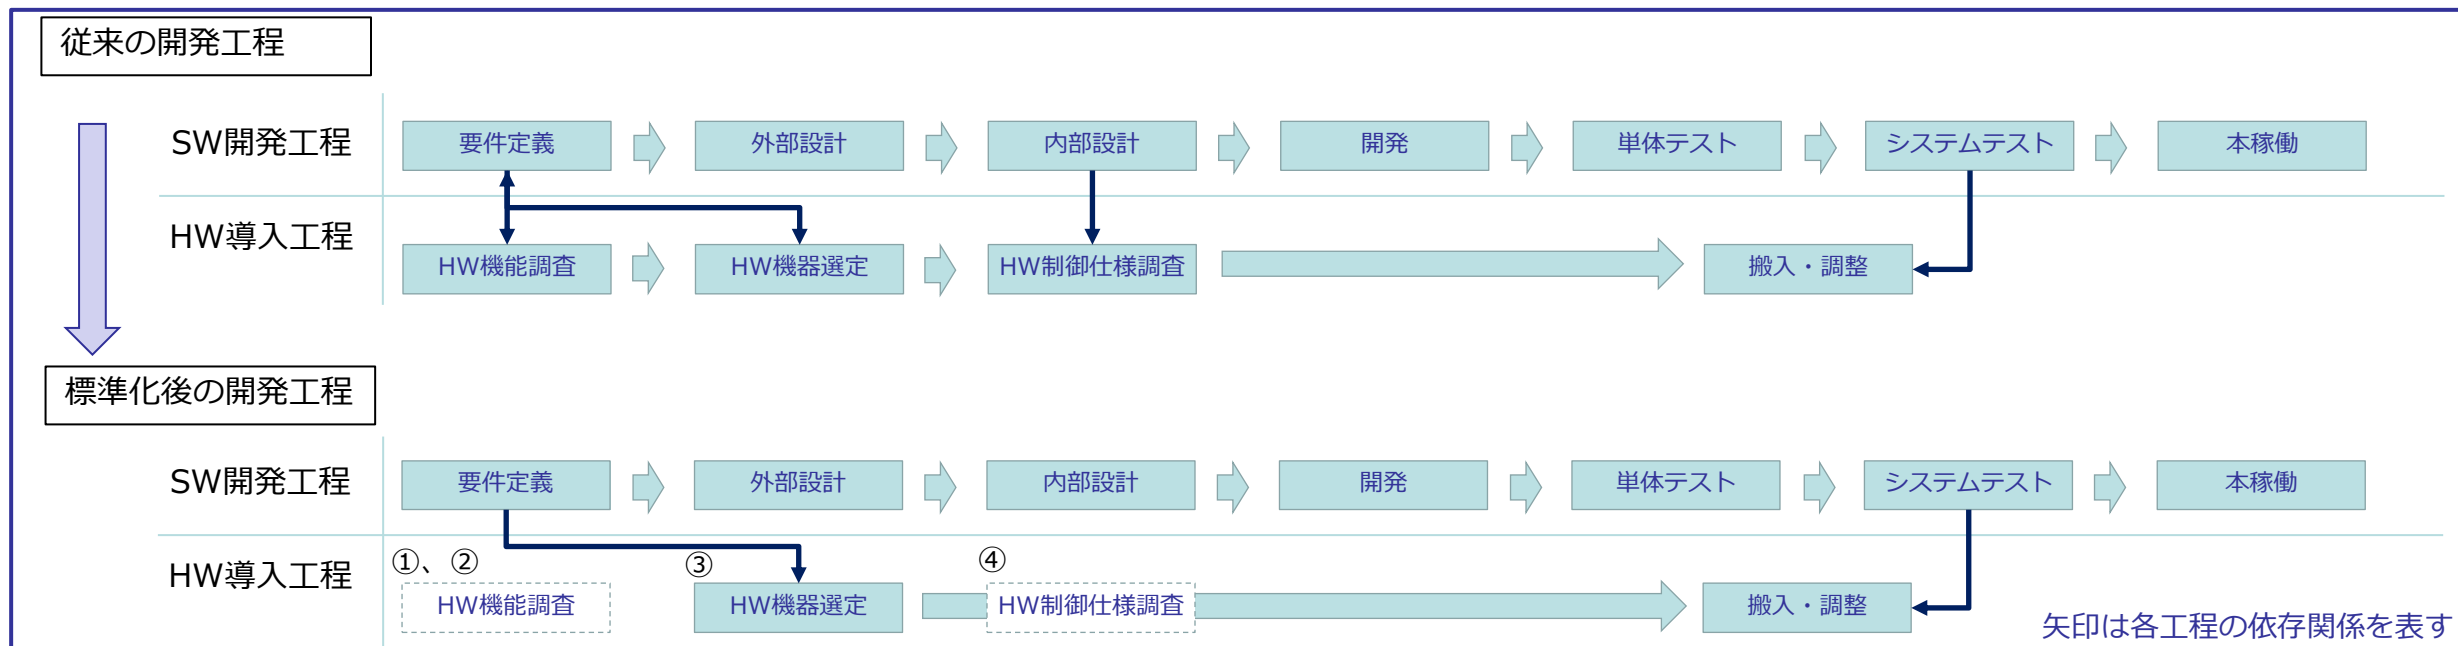 従来の開発工程
SW開発工程
要件定義
外部設計
内部設計
開発
単体テスト
システムテスト
本稼働
HW導入工程
HW機能調査
HW機器選定
HW制御仕様調査
搬入・調整
標準化後の開発工程
SW開発工程
要件定義
外部設計
内部設計
開発
単体テスト
システムテスト
本稼働
HW導入工程
①、②
HW機能調査
③
HW機器選定
④
HW制御仕様調査
搬入・調整
矢印は各工程の依存関係を表す